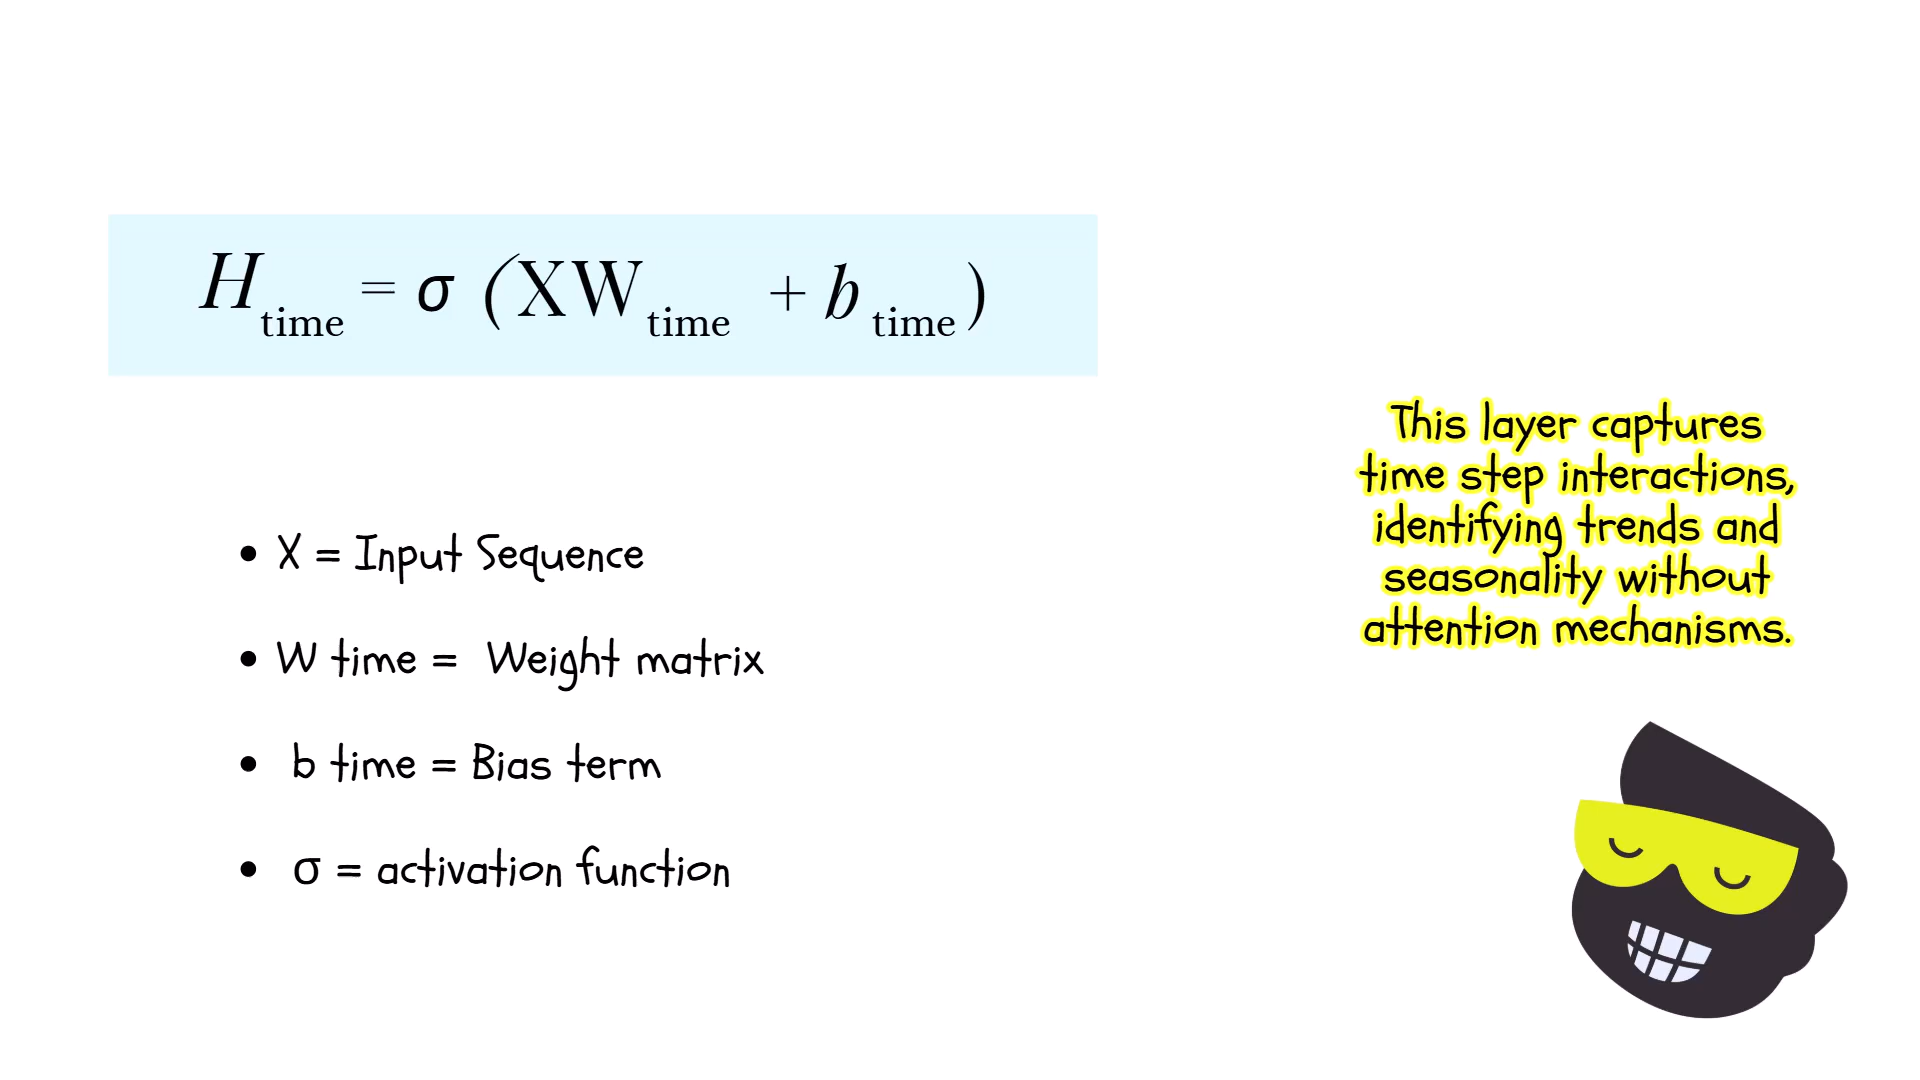 H time = σ (XW time + b time)
• X = Input Sequence
• W time = Weight matrix
• b time = Bias term
• σ = activation function
This layer captures
time step interactions,
identifying trends and
seasonality without
attention mechanisms.